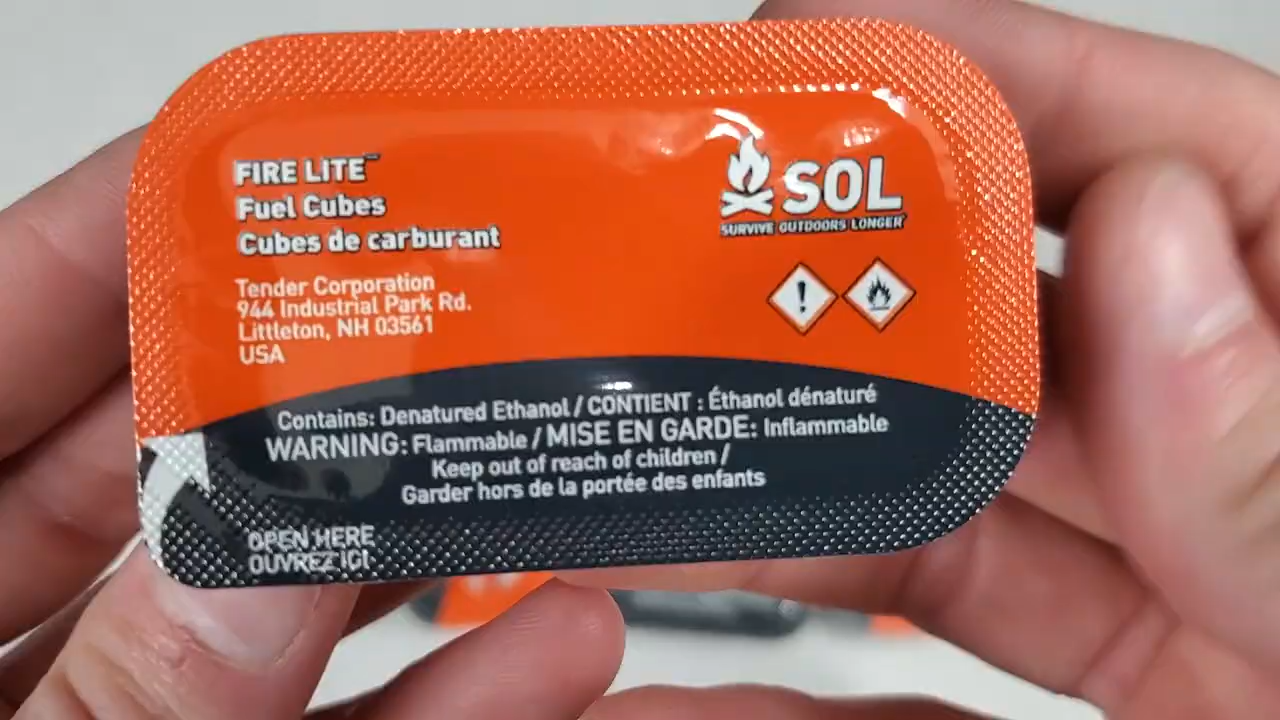 FIRE LITE™
Fuel Cubes
Cubes de carburant
Tender Corporation
944 Industrial Park Rd.
Littleton, NH 03561
USA
SOL
SURVIVE OUTDOORS LONGER
Contains: Denatured Ethanol / CONTIENT : Éthanol dénaturé
WARNING: Flammable / MISE EN GARDE: Inflammable
Keep out of reach of children /
Garder hors de la portée des enfants
OPEN HERE
OUVREZ ICI